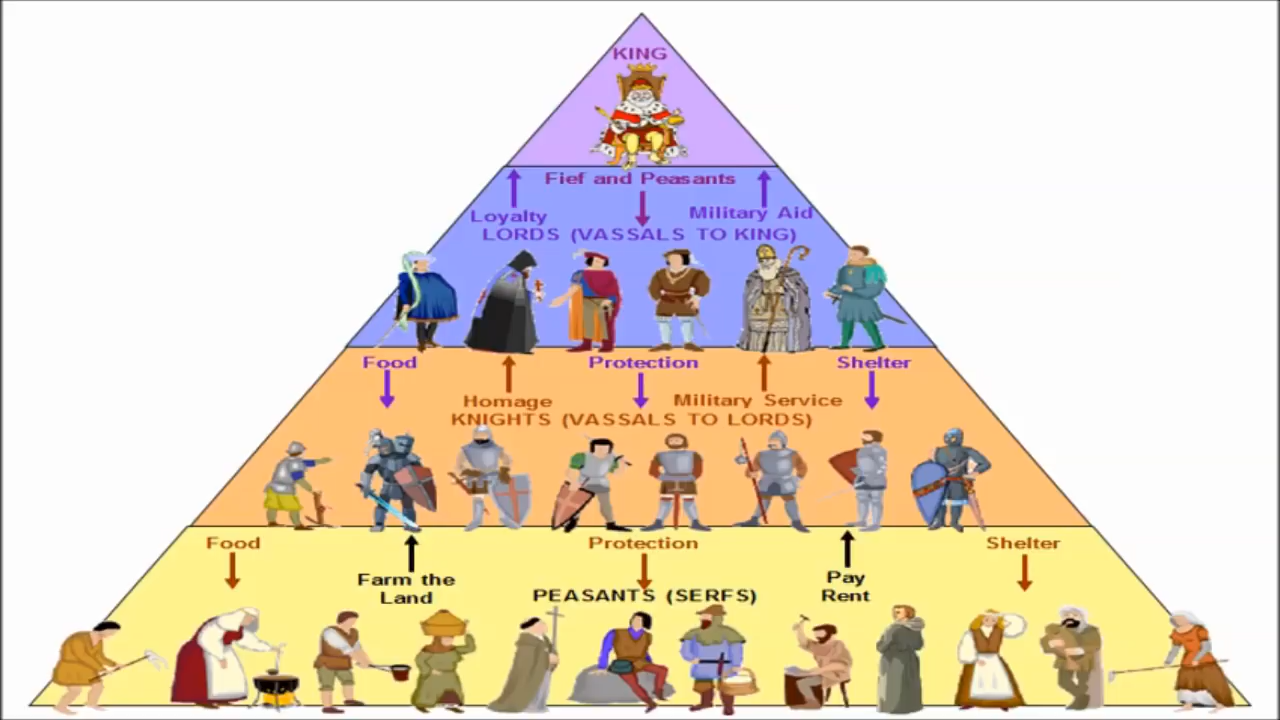 KING
Fief and Peasants
Loyalty
Military Aid
LORDS (VASSALS TO KING)
Food
Protection
Shelter
Homage
Military Service
KNIGHTS (VASSALS TO LORDS)
Food
Protection
Shelter
Farm the
Land
PEASANTS (SERFS)
Pay
Rent